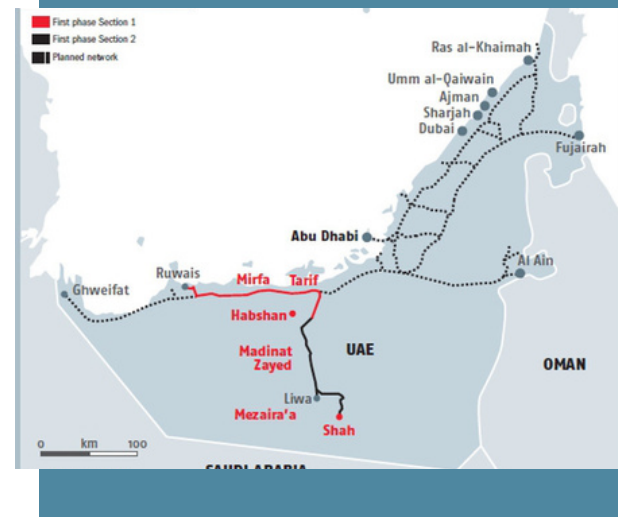 First phase Section 1
First phase Section 2
Planned network
Ras al-Khaimah
Umm al-Qaiwain
Ajman
Sharjah
Dubai
Fujairah
Abu Dhabi
Al Ain
Ghweifat
Ruwais
Mirfa
Tarif
Habshan
Madinat
Zayed
UAE
OMAN
Liwa
Mezaira'a
Shah
0 km 100
SAUDI ARABIA